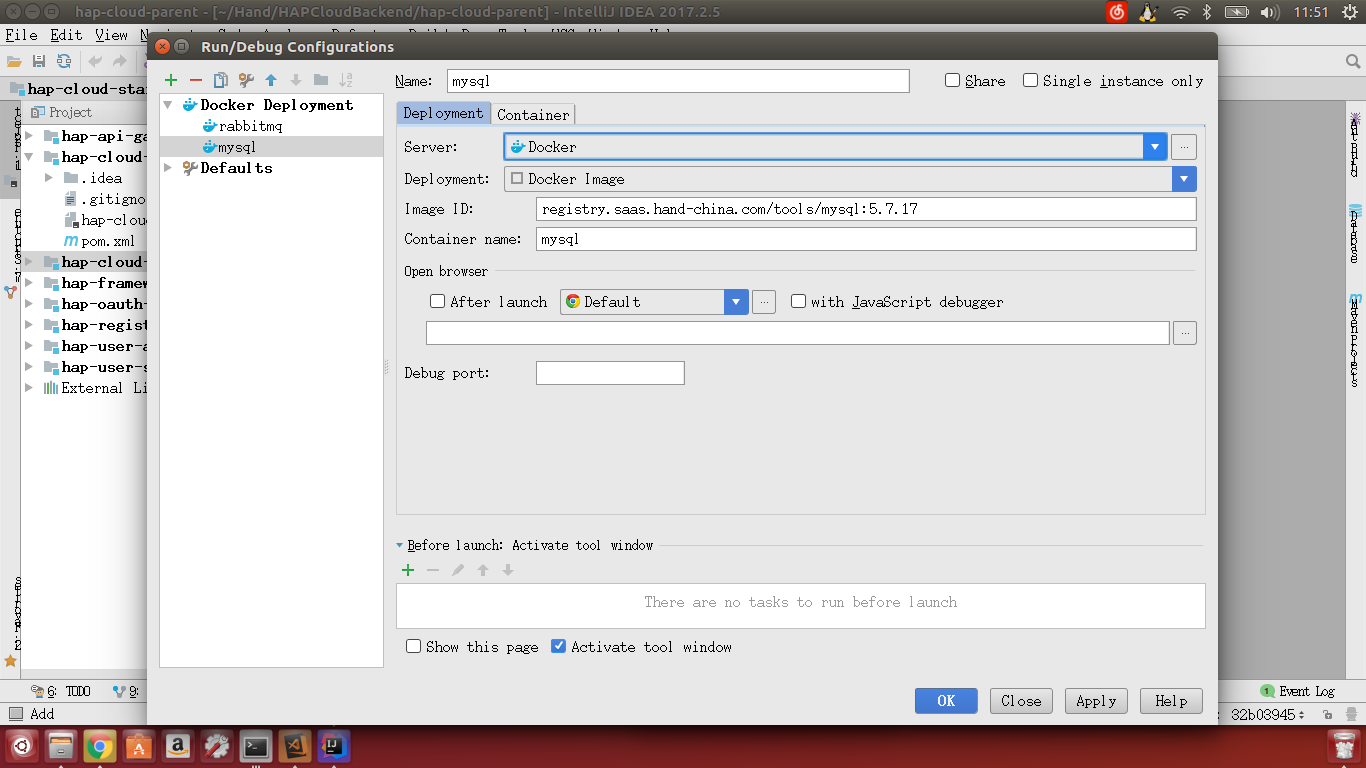 hap-cloud-parent - [~/Hand/HAPCloudBackend/hap-cloud-parent] - IntelliJ IDEA 2017.2.5
11:51
File Edit View
Run/Debug Configurations
hap-cloud-sta
Project
hap-api-ga
hap-cloud-
.idea
.gitigno
hap-clou
pom.xml
hap-cloud-
hap-framew
hap-oauth-
hap-regist
hap-user-a
hap-user-s
External Li
Docker Deployment
rabbitmq
mysql
Defaults
Name: mysql
Share
Single instance only
Deployment
Container
Server: Docker
Deployment: Docker Image
Image ID: registry.saas.hand-china.com/tools/mysql:5.7.17
Container name: mysql
Open browser
After launch
Default
with JavaScript debugger
Debug port:
Before launch: Activate tool window
There are no tasks to run before launch
Show this page
Activate tool window
OK
Close
Apply
Help
Ant Build
Database
Maven Projects
6: TODO
9:
1 Event Log
Add
32b03945